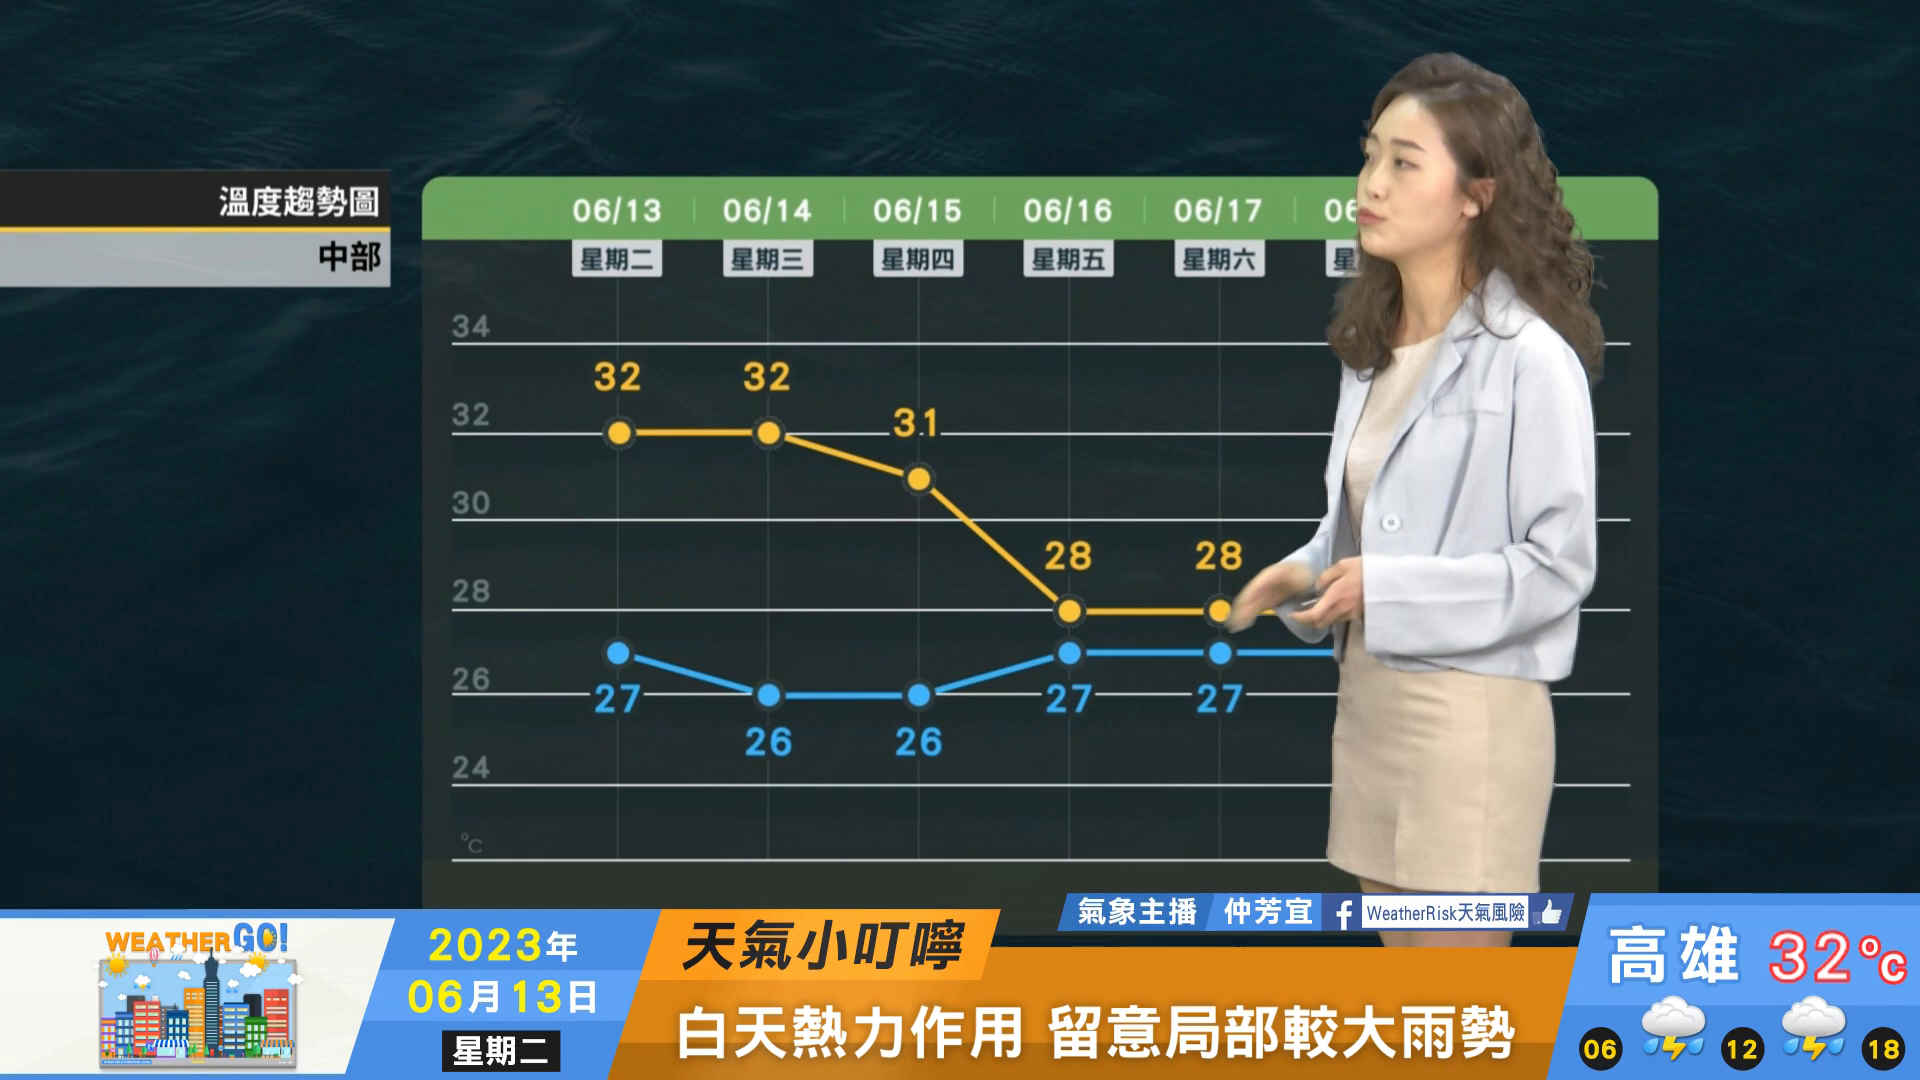 溫度趨勢圖
中部
06/13 06/14 06/15 06/16 06/17 06
星期二 星期三 星期四 星期五 星期六 星
34
32 32
32
31
30
28 28
28
26
27 27 27
26 26
24
°C
氣象主播 仲芳宜 WeatherRisk天氣風險
WEATHER GO!
2023年
06月13日
星期二
天氣小叮嚀
白天熱力作用 留意局部較大雨勢
高雄 32°C
06 12 18